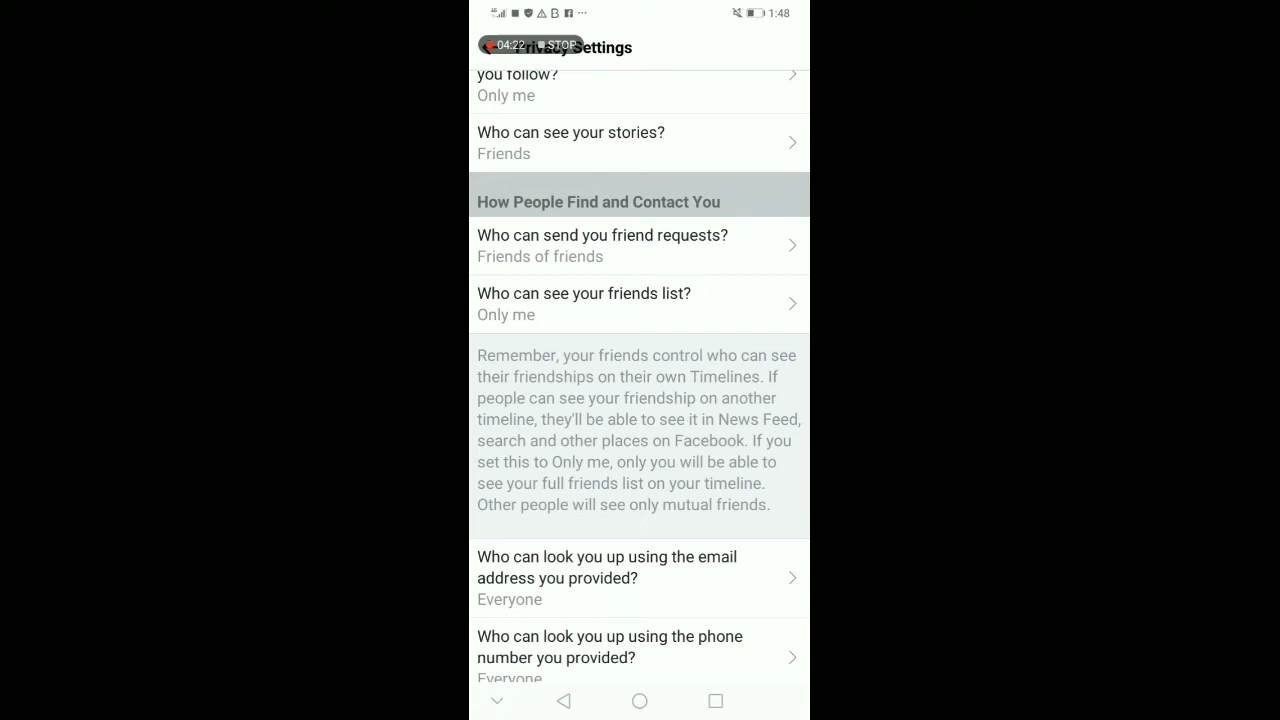 1:48
04:22 STOP
Privacy Settings
you follow?
Only me
Who can see your stories?
Friends
How People Find and Contact You
Who can send you friend requests?
Friends of friends
Who can see your friends list?
Only me
Remember, your friends control who can see
their friendships on their own Timelines. If
people can see your friendship on another
timeline, they'll be able to see it in News Feed,
search and other places on Facebook. If you
set this to Only me, only you will be able to
see your full friends list on your timeline.
Other people will see only mutual friends.
Who can look you up using the email
address you provided?
Everyone
Who can look you up using the phone
number you provided?
Everyone